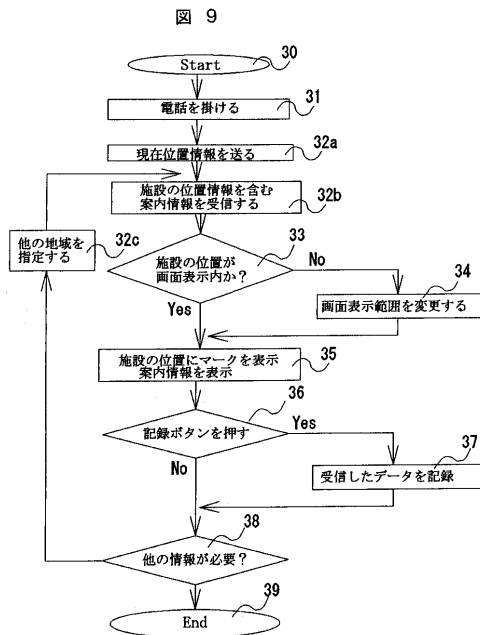 図 9
Start
30
電話を掛ける
31
現在位置情報を送る
32a
施設の位置情報を含む
案内情報を受信する
32b
他の地域を
指定する
32c
施設の位置が
画面表示内か?
33
No
Yes
画面表示範囲を変更する
34
施設の位置にマークを表示
案内情報を表示
35
記録ボタンを押す
36
Yes
No
受信したデータを記録
37
他の情報が必要?
38
End
39